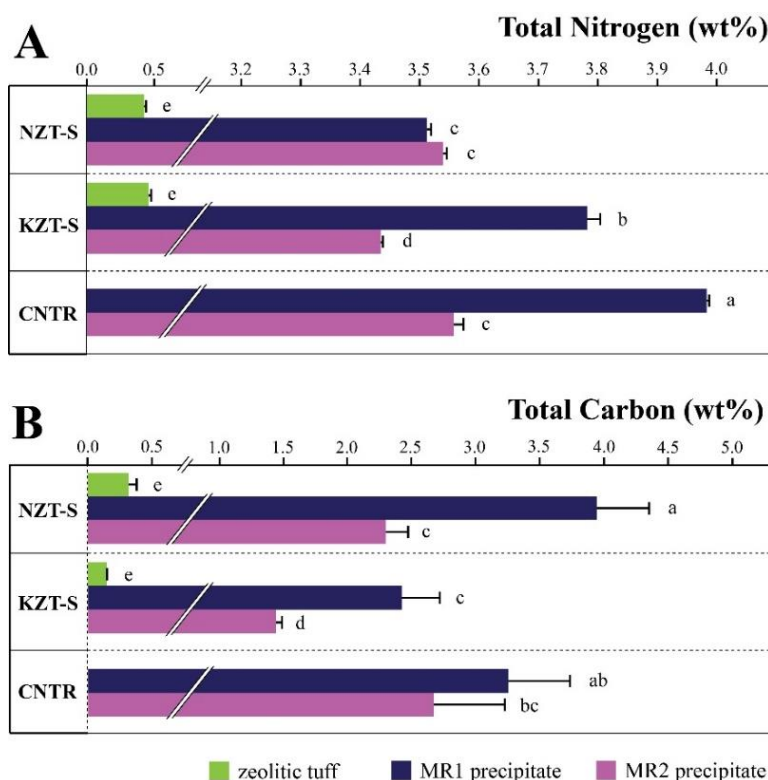 A
Total Nitrogen (wt%)
0.0 0.5 3.2 3.3 3.4 3.5 3.6 3.7 3.8 3.9 4.0
e
NZT-S
c
c
e
KZT-S
b
d
a
CNTR
c
B
Total Carbon (wt%)
0.0 0.5 1.0 1.5 2.0 2.5 3.0 3.5 4.0 4.5 5.0
e
NZT-S
a
c
e
KZT-S
c
d
ab
CNTR
bc
zeolitic tuff MR1 precipitate MR2 precipitate